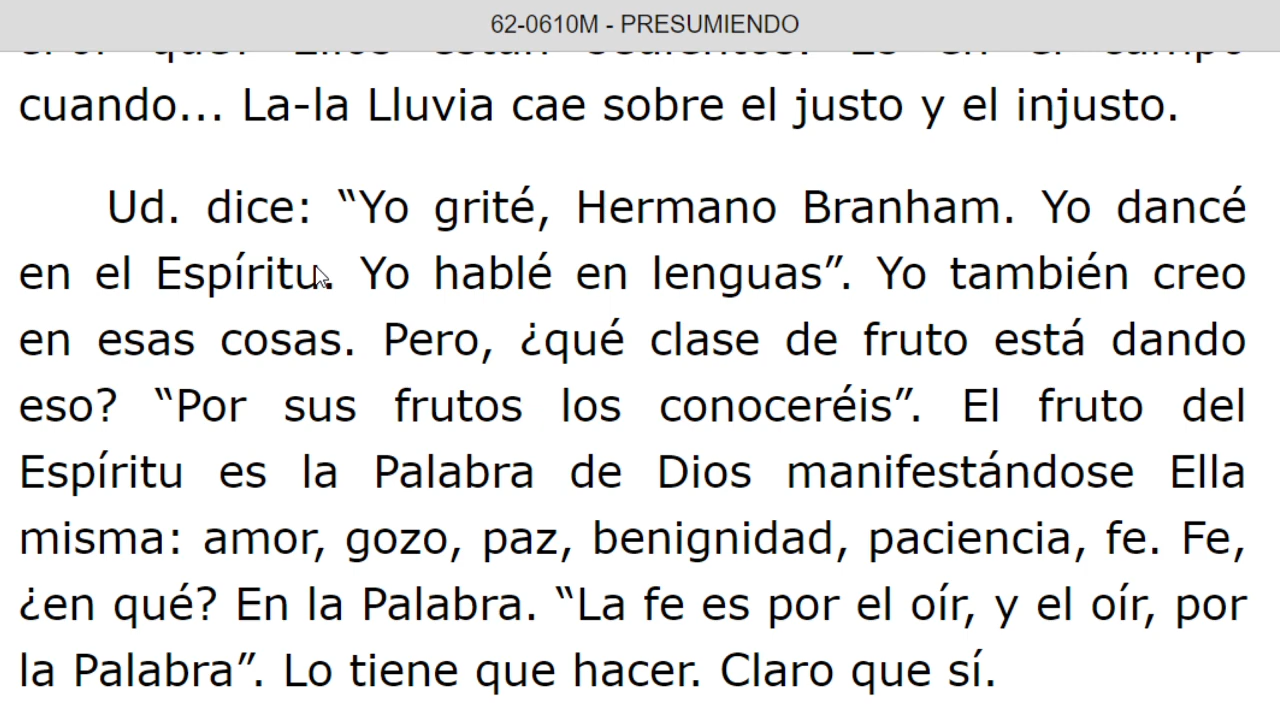 62-0610M - PRESUMIENDO
cuando... La-la Lluvia cae sobre el justo y el injusto.
Ud. dice: “Yo grité, Hermano Branham. Yo dancé
en el Espíritu. Yo hablé en lenguas”. Yo también creo
en esas cosas. Pero, ¿qué clase de fruto está dando
eso? “Por sus frutos los conoceréis”. El fruto del
Espíritu es la Palabra de Dios manifestándose Ella
misma: amor, gozo, paz, benignidad, paciencia, fe. Fe,
¿en qué? En la Palabra. “La fe es por el oír, y el oír, por
la Palabra”. Lo tiene que hacer. Claro que sí.